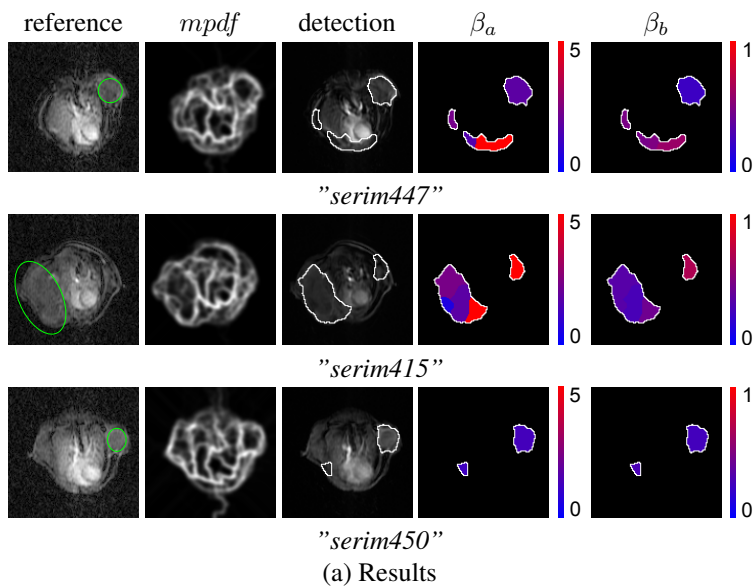 reference mpdf detection βa βb
5 1
0 0
"serim447"
5 1
0 0
"serim415"
5 1
0 0
"serim450"
(a) Results